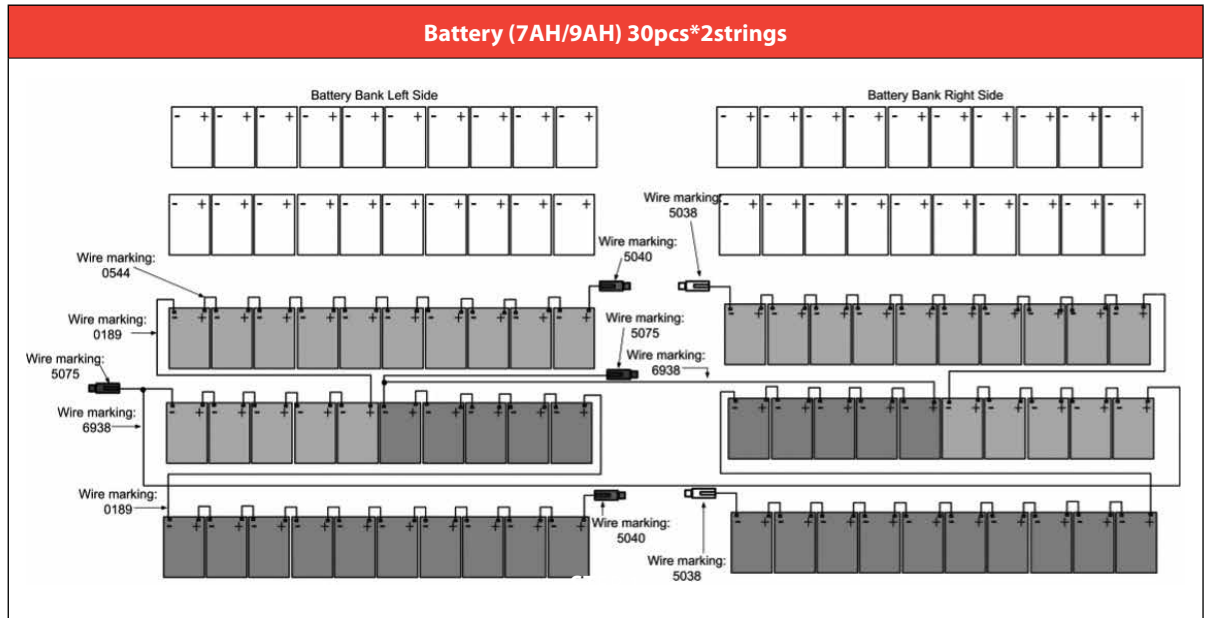 Battery (7AH/9AH) 30pcs*2strings
Battery Bank Left Side
Battery Bank Right Side
Wire marking:
5038
Wire marking:
5040
Wire marking:
0544
Wire marking:
0189
Wire marking:
5075
Wire marking:
6938
Wire marking:
5075
Wire marking:
6938
Wire marking:
0189
Wire marking:
5040
Wire marking:
5038